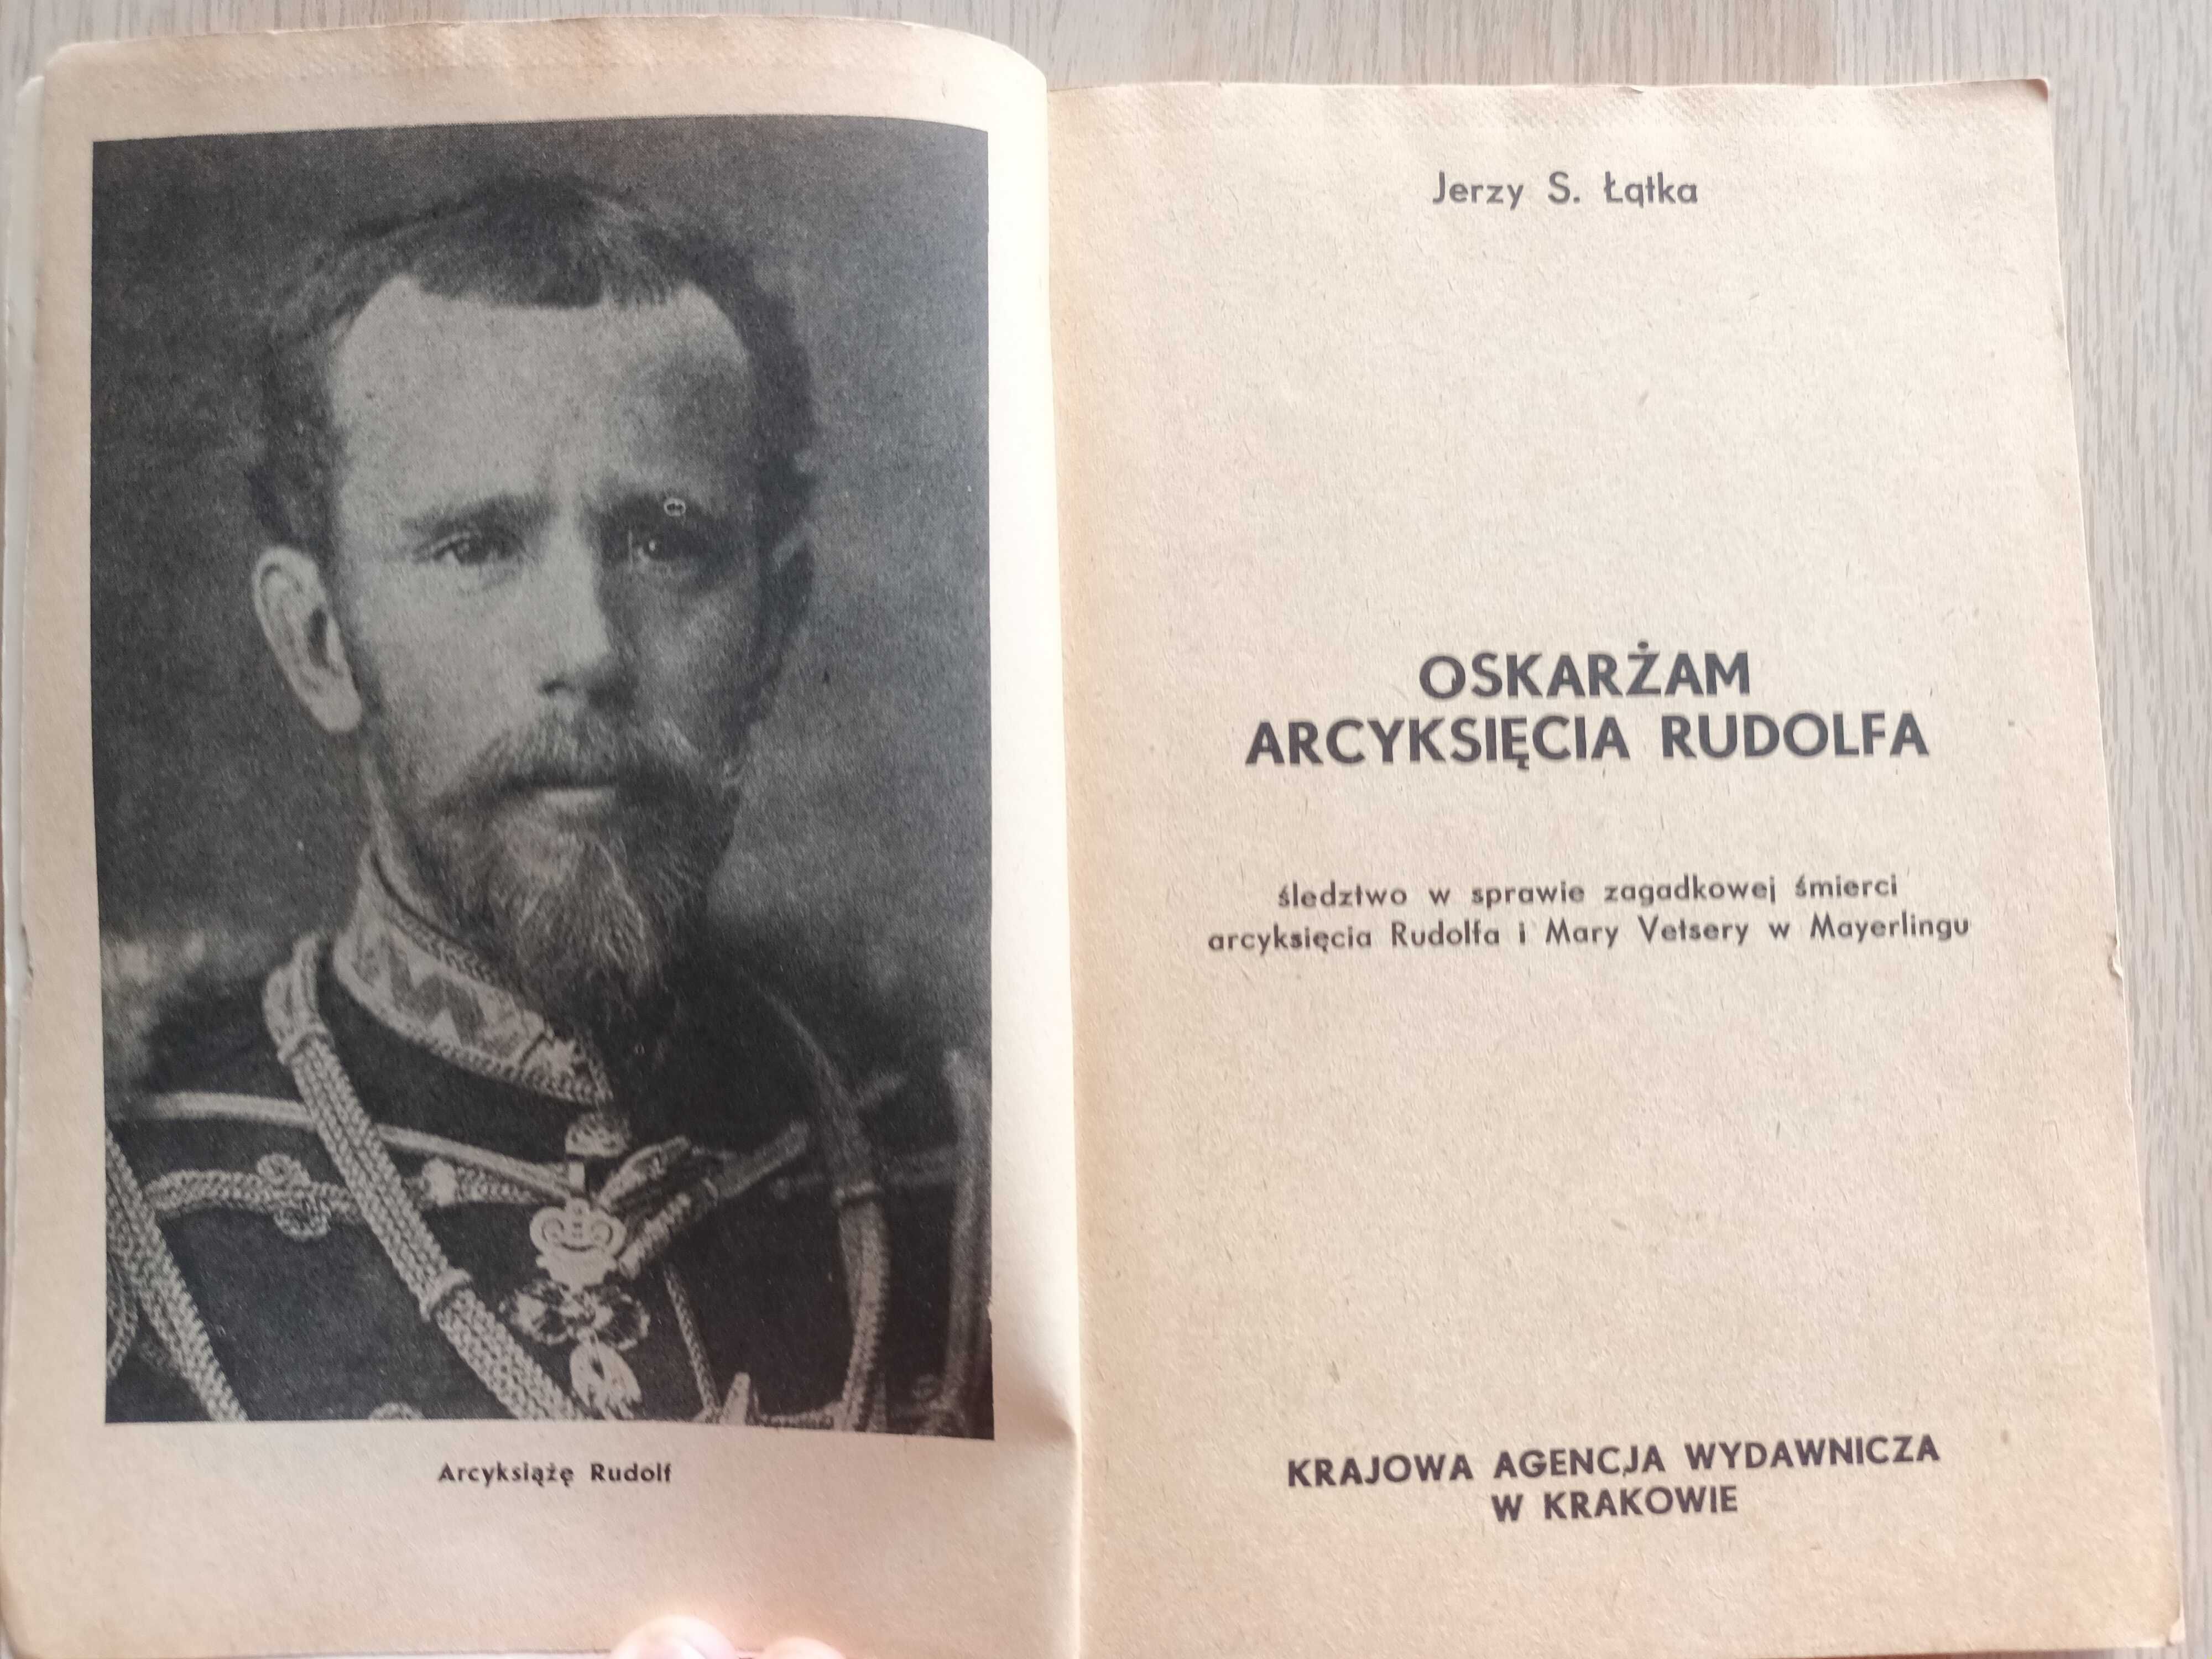 Arcyksiążę Rudolf
Jerzy S. Łątka
OSKARŻAM
ARCYKSIĘCIA RUDOLFA
śledztwo w sprawie zagadkowej śmierci
arcyksięcia Rudolfa i Mary Vetsery w Mayerlingu
KRAJOWA AGENCJA WYDAWNICZA
W KRAKOWIE